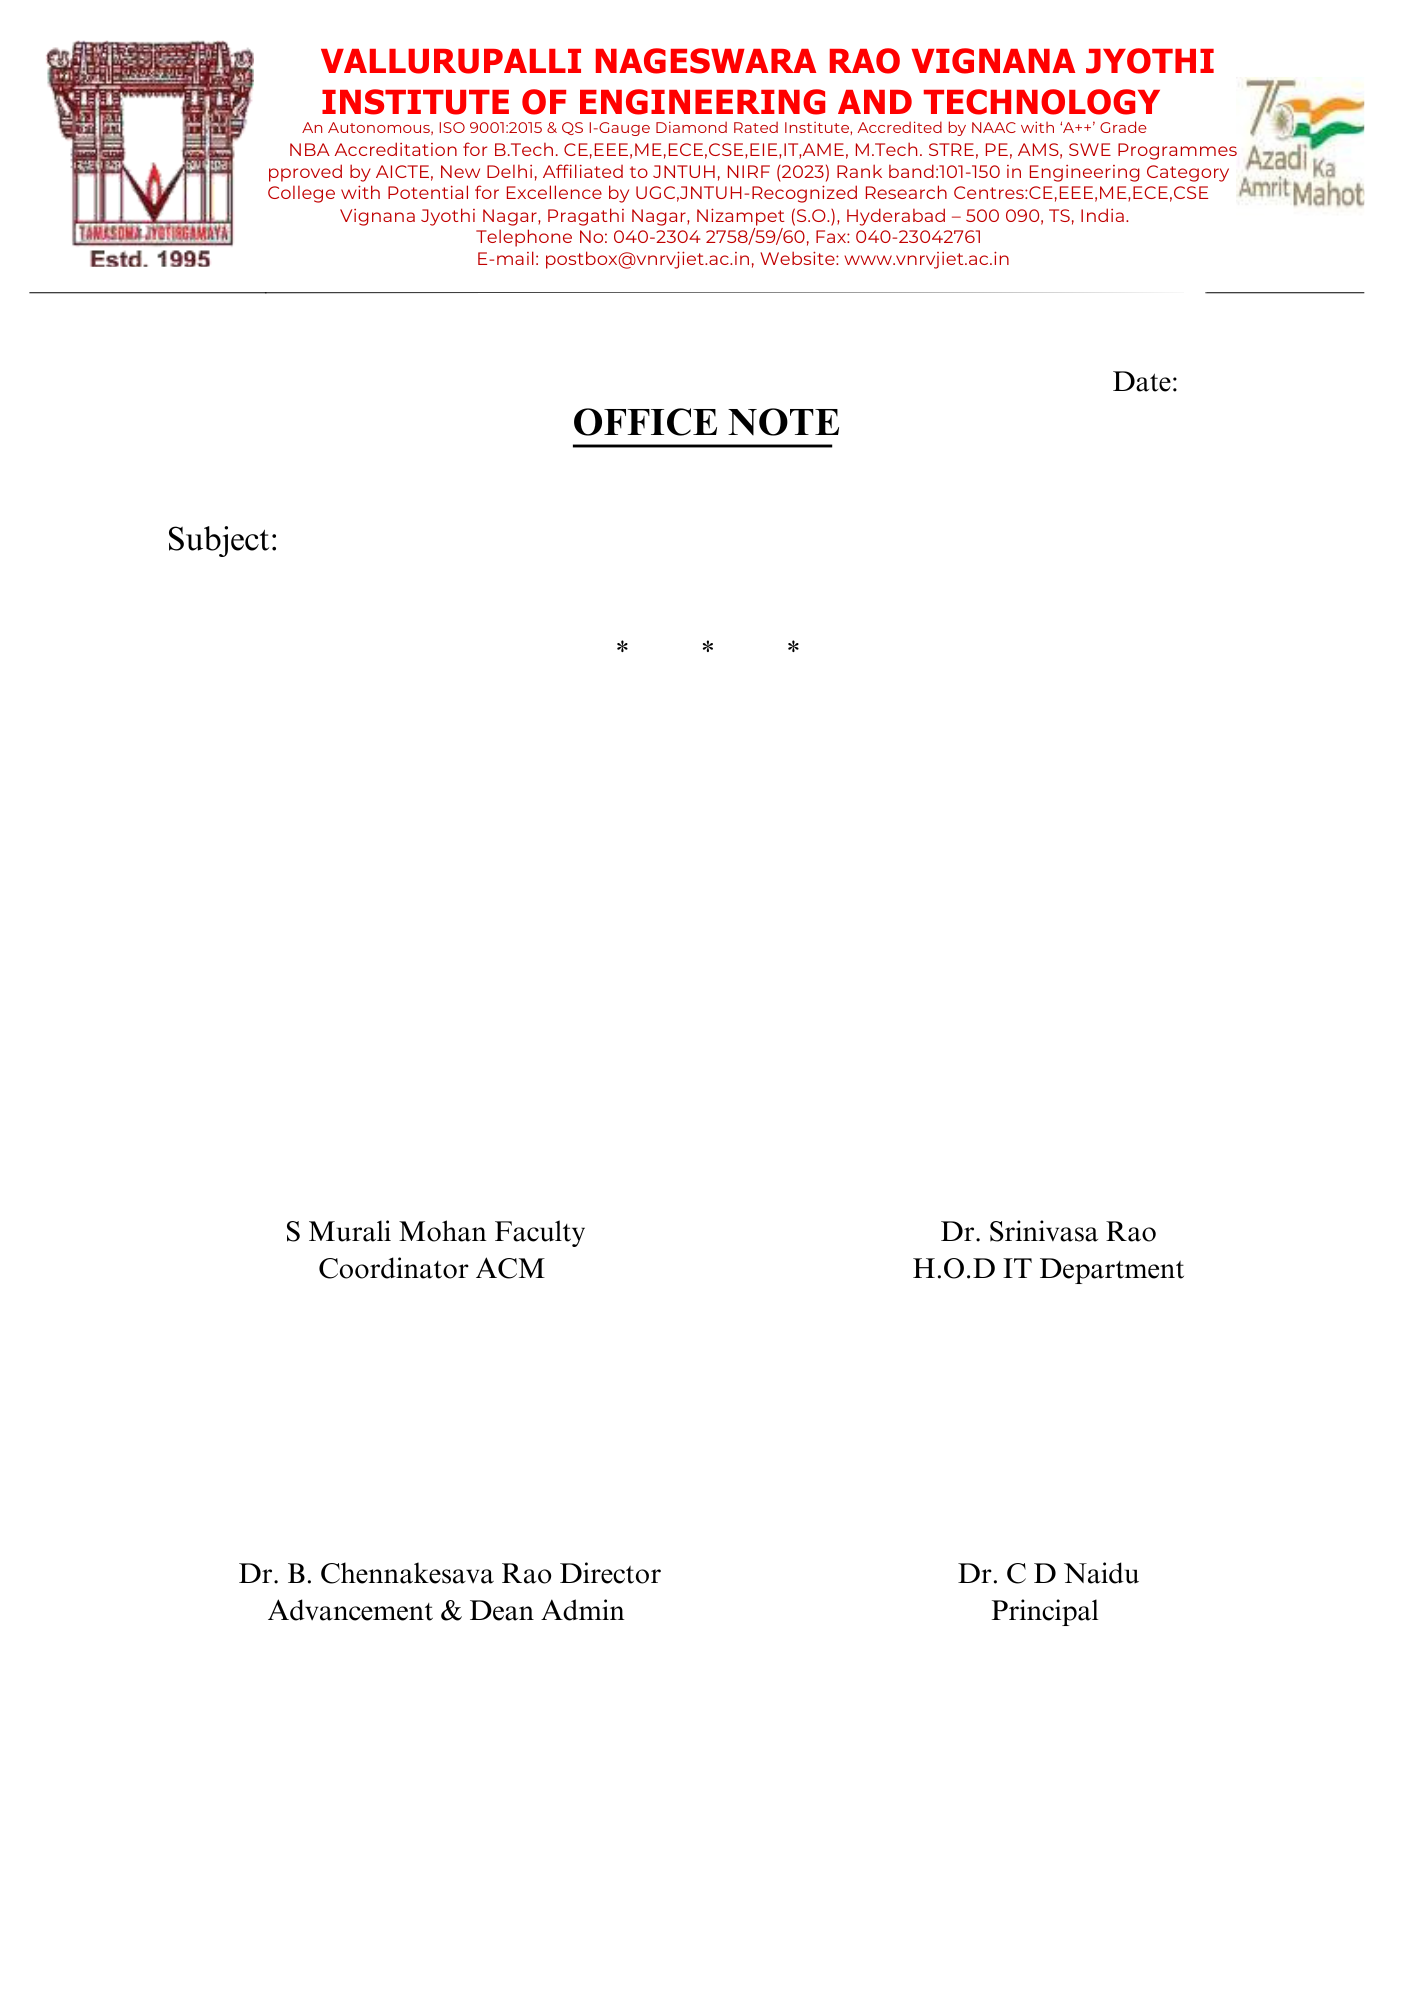 VALLURUPALLI NAGESWARA RAO VIGNANA JYOTHI
INSTITUTE OF ENGINEERING AND TECHNOLOGY
An Autonomous, ISO 9001:2015 & QS I-Gauge Diamond Rated Institute, Accredited by NAAC with ‘A++’ Grade
NBA Accreditation for B.Tech. CE,EEE,ME,ECE,CSE,EIE,IT,AME, M.Tech. STRE, PE, AMS, SWE Programmes
pproved by AICTE, New Delhi, Affiliated to JNTUH, NIRF (2023) Rank band:101-150 in Engineering Category
College with Potential for Excellence by UGC,JNTUH-Recognized Research Centres:CE,EEE,ME,ECE,CSE
Vignana Jyothi Nagar, Pragathi Nagar, Nizampet (S.O.), Hyderabad – 500 090, TS, India.
Telephone No: 040-2304 2758/59/60, Fax: 040-23042761
E-mail: postbox@vnrvjiet.ac.in, Website: www.vnrvjiet.ac.in
TAMASOMA JYOTIRGAMAYA
Estd. 1995
75
Azadi Ka
Amrit Mahot
Date:
OFFICE NOTE
Subject:
* * *
S Murali Mohan Faculty
Coordinator ACM
Dr. Srinivasa Rao
H.O.D IT Department
Dr. B. Chennakesava Rao Director
Advancement & Dean Admin
Dr. C D Naidu
Principal